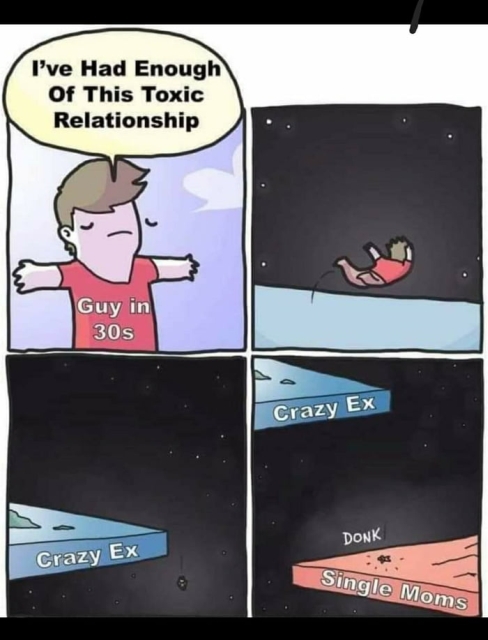 I've Had Enough
Of This Toxic
Relationship
Guy in
30s
Crazy Ex
Crazy Ex
DONK
Single Moms